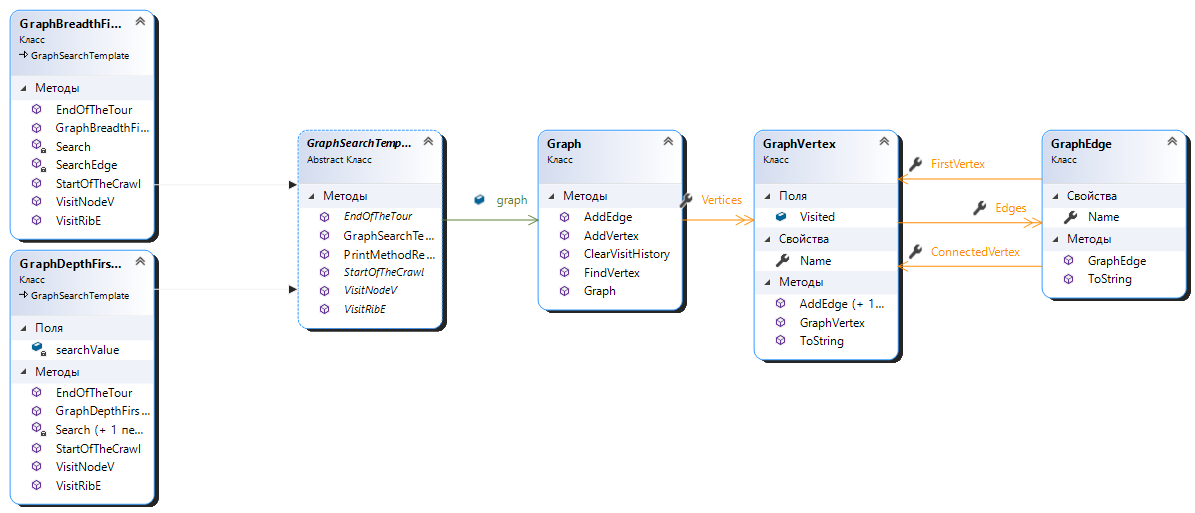 GraphBreadthFi...
Класс
GraphSearchTemplate
Методы
EndOfTheTour
GraphBreadthFi...
Search
SearchEdge
StartOfTheCrawl
VisitNodeV
VisitRibE
GraphDepthFirs...
Класс
GraphSearchTemplate
Поля
searchValue
Методы
EndOfTheTour
GraphDepthFirs...
Search (+ 1 пе...
StartOfTheCrawl
VisitNodeV
VisitRibE
GraphSearchTemp...
Abstract Класс
Методы
EndOfTheTour
GraphSearchTe...
PrintMethodRe...
StartOfTheCrawl
VisitNodeV
VisitRibE
graph
Graph
Класс
Методы
AddEdge
AddVertex
ClearVisitHistory
FindVertex
Graph
Vertices
GraphVertex
Класс
Поля
Visited
Свойства
Name
Методы
AddEdge (+ 1...
GraphVertex
ToString
FirstVertex
Edges
ConnectedVertex
GraphEdge
Класс
Свойства
Name
Методы
GraphEdge
ToString